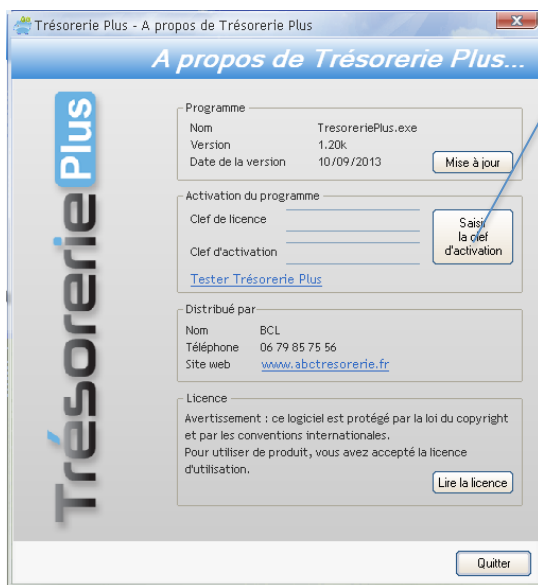 Trésorerie Plus - A propos de Trésorerie Plus
A propos de Trésorerie Plus...
Trésorerie Plus
Programme
Nom TresoreriePlus.exe
Version 1.20k
Date de la version 10/09/2013
Mise à jour
Activation du programme
Clef de licence
Clef d'activation
Saisir
la clef
d'activation
Tester Trésorerie Plus
Distribué par
Nom BCL
Téléphone 06 79 85 75 56
Site web www.abctresorerie.fr
Licence
Avertissement : ce logiciel est protégé par la loi du copyright
et par les conventions internationales.
Pour utiliser de produit, vous avez accepté la licence
d'utilisation.
Lire la licence
Quitter